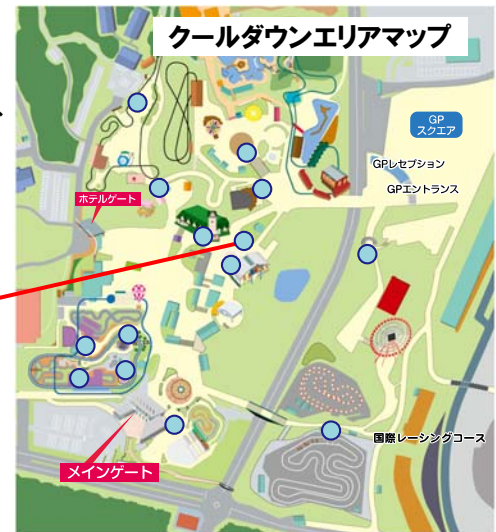 クールダウンエリアマップ
GP
スクエア
GPレセプション
GPエントランス
ホテルゲート
国際レーシングコース
メインゲート